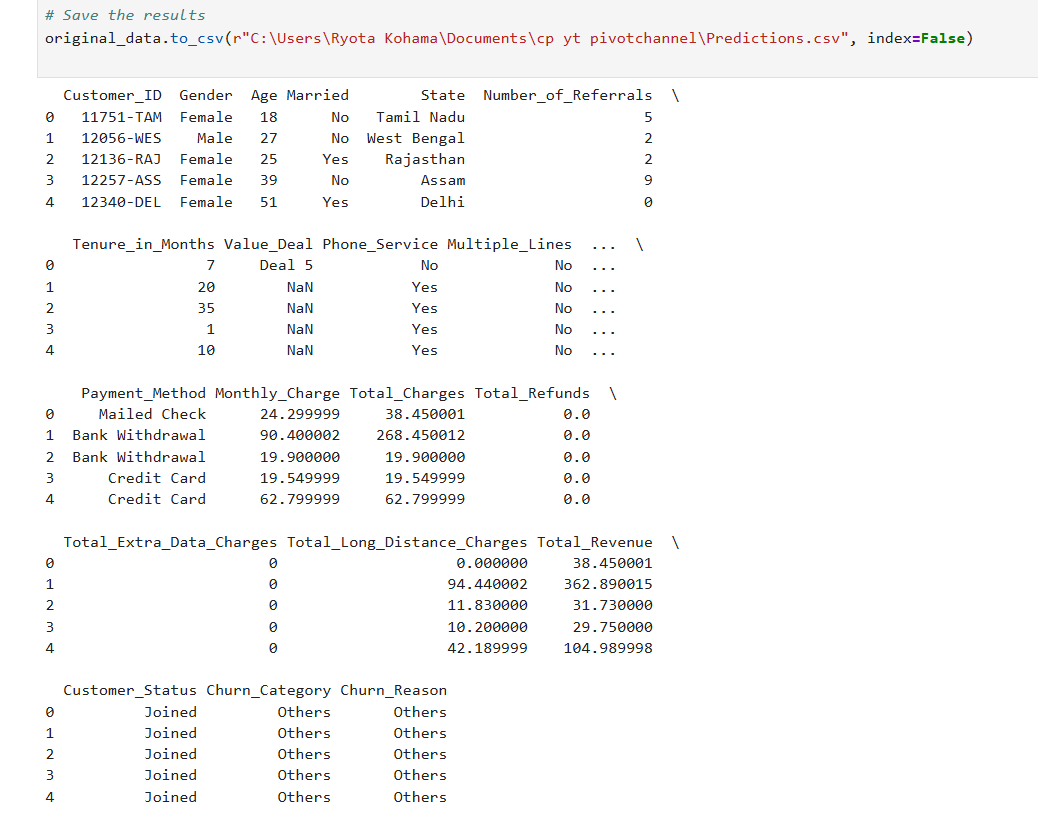 # Save the results
original_data.to_csv(r"C:\Users\Ryota Kohama\Documents\cp yt pivotchannel\Predictions.csv", index=False)
Customer_ID Gender Age Married State Number_of_Referrals \
0 11751-TAM Female 18 No Tamil Nadu 5
1 12056-WES Male 27 No West Bengal 2
2 12136-RAJ Female 25 Yes Rajasthan 2
3 12257-ASS Female 39 No Assam 9
4 12340-DEL Female 51 Yes Delhi 0
Tenure_in_Months Value_Deal Phone_Service Multiple_Lines ... \
0 7 Deal 5 No No ...
1 20 NaN Yes No ...
2 35 NaN Yes No ...
3 1 NaN Yes No ...
4 10 NaN Yes No ...
Payment_Method Monthly_Charge Total_Charges Total_Refunds \
0 Mailed Check 24.299999 38.450001 0.0
1 Bank Withdrawal 90.400002 268.450012 0.0
2 Bank Withdrawal 19.900000 19.900000 0.0
3 Credit Card 19.549999 19.549999 0.0
4 Credit Card 62.799999 62.799999 0.0
Total_Extra_Data_Charges Total_Long_Distance_Charges Total_Revenue \
0 0 0.000000 38.450001
1 0 94.440002 362.890015
2 0 11.830000 31.730000
3 0 10.200000 29.750000
4 0 42.189999 104.989998
Customer_Status Churn_Category Churn_Reason
0 Joined Others Others
1 Joined Others Others
2 Joined Others Others
3 Joined Others Others
4 Joined Others Others